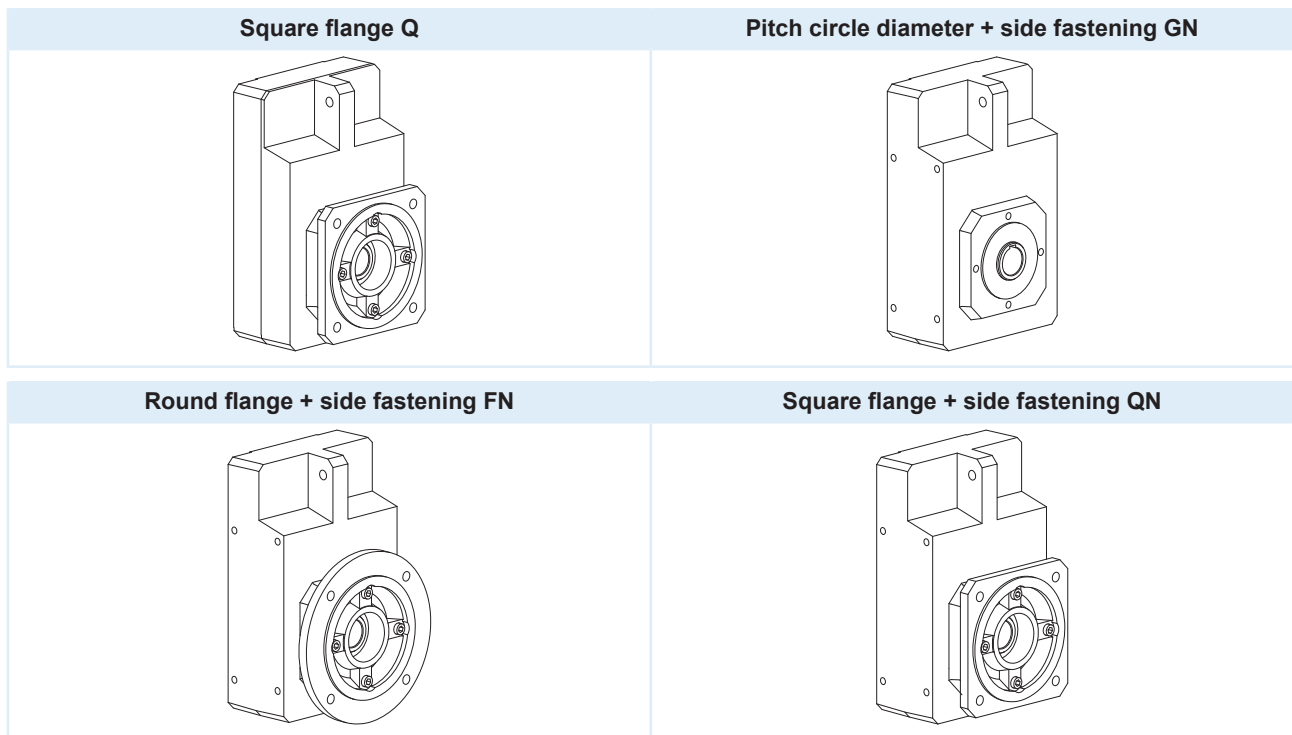 Square flange Q
Pitch circle diameter + side fastening GN
Round flange + side fastening FN
Square flange + side fastening QN